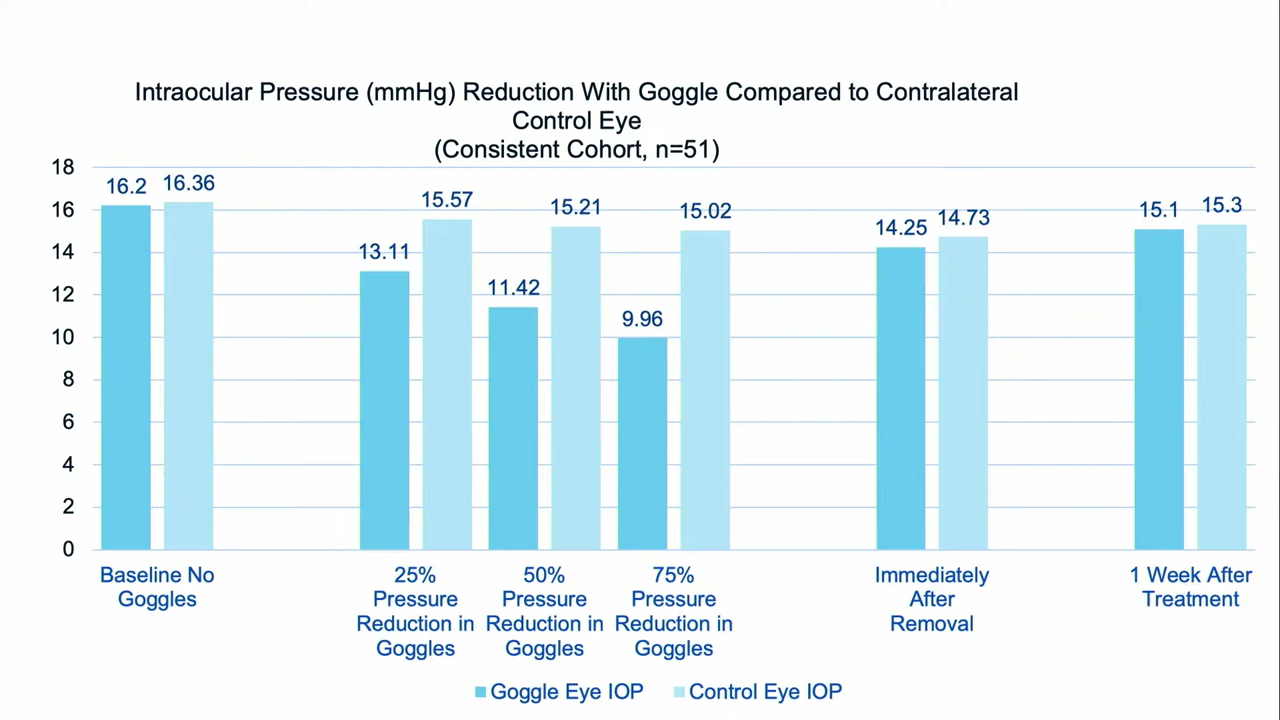 Intraocular Pressure (mmHg) Reduction With Goggle Compared to Contralateral
Control Eye
(Consistent Cohort, n=51)
18
16
14
12
10
8
6
4
2
0
16.2
16.36
13.11
15.57
11.42
15.21
9.96
15.02
14.25
14.73
15.1
15.3
Baseline No
Goggles
25%
Pressure
Reduction in
Goggles
50%
Pressure
Reduction in
Goggles
75%
Pressure
Reduction in
Goggles
Immediately
After
Removal
1 Week After
Treatment
Goggle Eye IOP
Control Eye IOP